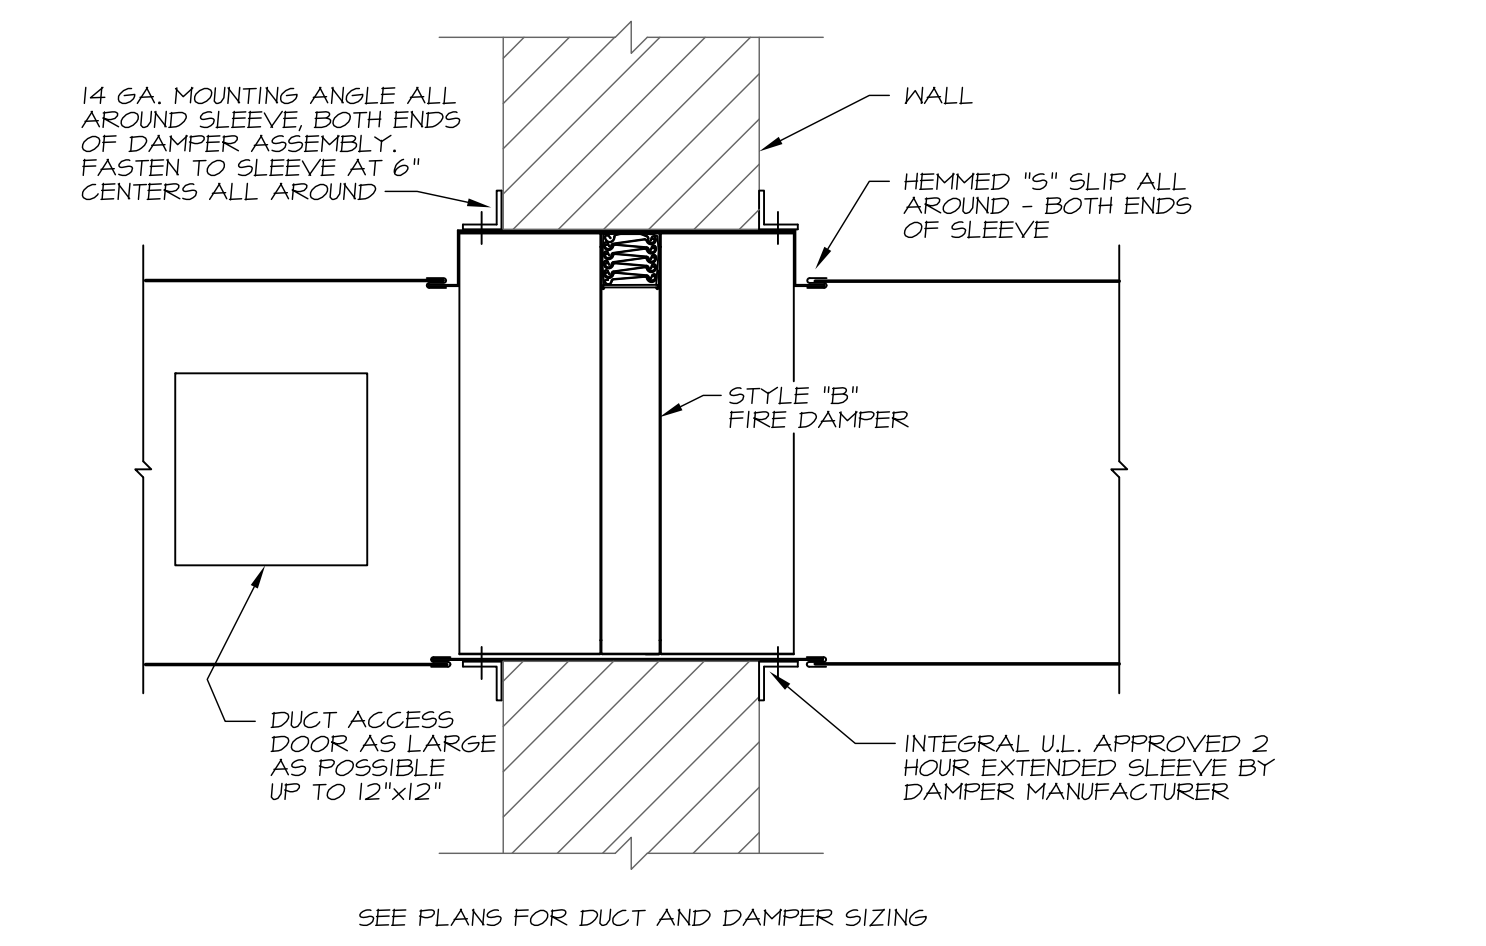 14 GA. MOUNTING ANGLE ALL
AROUND SLEEVE, BOTH ENDS
OF DAMPER ASSEMBLY.
FASTEN TO SLEEVE AT 6"
CENTERS ALL AROUND
WALL
HEMMED "S" SLIP ALL
AROUND - BOTH ENDS
OF SLEEVE
STYLE "B"
FIRE DAMPER
DUCT ACCESS
DOOR AS LARGE
AS POSSIBLE
UP TO 12"x12"
INTEGRAL U.L. APPROVED 2
HOUR EXTENDED SLEEVE BY
DAMPER MANUFACTURER
SEE PLANS FOR DUCT AND DAMPER SIZING